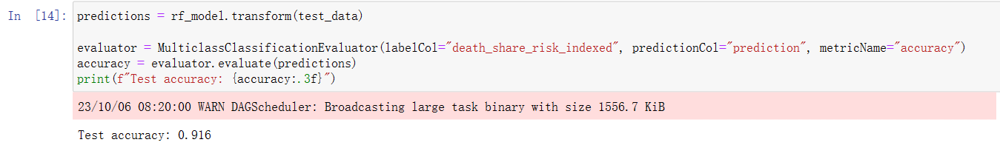 In [14]: predictions = rf_model.transform(test_data)
evaluator = MulticlassClassificationEvaluator(labelCol="death_share_risk_indexed", predictionCol="prediction", metricName="accuracy")
accuracy = evaluator.evaluate(predictions)
print(f"Test accuracy: {accuracy:.3f}")
23/10/06 08:20:00 WARN DAGScheduler: Broadcasting large task binary with size 1556.7 KiB
Test accuracy: 0.916